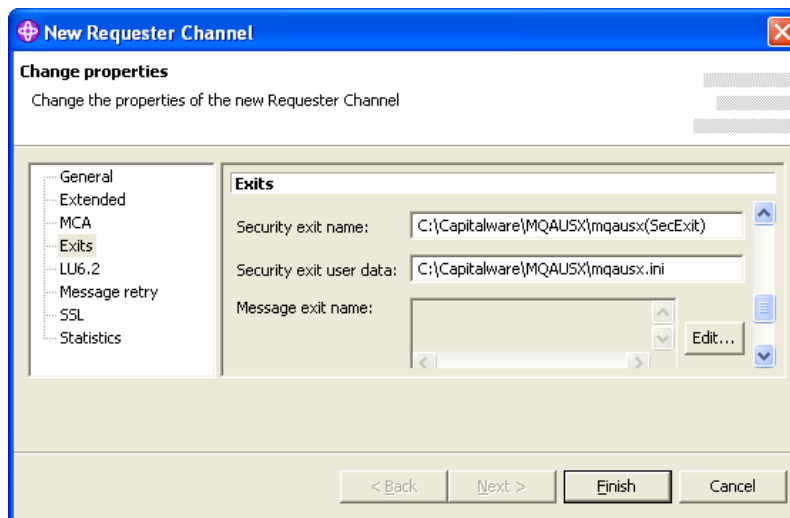 New Requester Channel
Change properties
Change the properties of the new Requester Channel
General
Extended
MCA
Exits
LU6.2
Message retry
SSL
Statistics
Exits
Security exit name: C:\Capitalware\MQAUSX\mqausx(SecExit)
Security exit user data: C:\Capitalware\MQAUSX\mqausx.ini
Message exit name:
Edit...
< Back Next > Finish Cancel